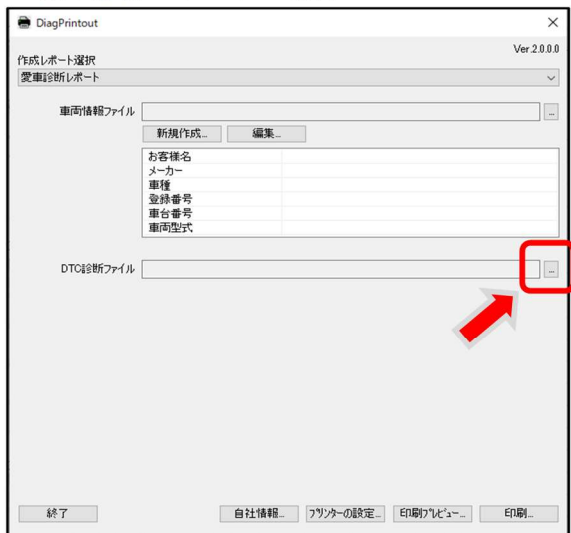 DiagPrintout
Ver.2.0.0.0
作成レポート選択
愛車診断レポート
車両情報ファイル ...
新規作成... 編集...
お客様名
メーカー
車種
登録番号
車台番号
車両型式
DTC診断ファイル ...
終了 自社情報... プリンターの設定... 印刷プレビュー... 印刷...